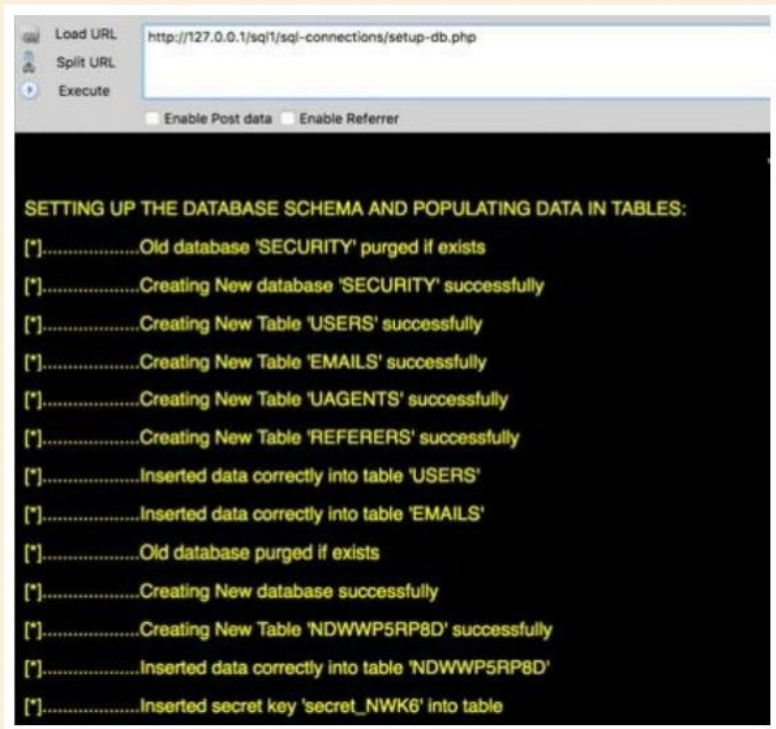 Load URL
http://127.0.0.1/sql1/sql-connections/setup-db.php
Split URL
Execute
Enable Post data Enable Referrer
SETTING UP THE DATABASE SCHEMA AND POPULATING DATA IN TABLES:
[*]...................Old database 'SECURITY' purged if exists
[*]...................Creating New database 'SECURITY' successfully
[*]...................Creating New Table 'USERS' successfully
[*]...................Creating New Table 'EMAILS' successfully
[*]...................Creating New Table 'UAGENTS' successfully
[*]...................Creating New Table 'REFERERS' successfully
[*]...................Inserted data correctly into table 'USERS'
[*]...................Inserted data correctly into table 'EMAILS'
[*]...................Old database purged if exists
[*]...................Creating New database successfully
[*]...................Creating New Table 'NDWWP5RP8D' successfully
[*]...................Inserted data correctly into table 'NDWWP5RP8D'
[*]...................Inserted secret key 'secret_NWK6' into table